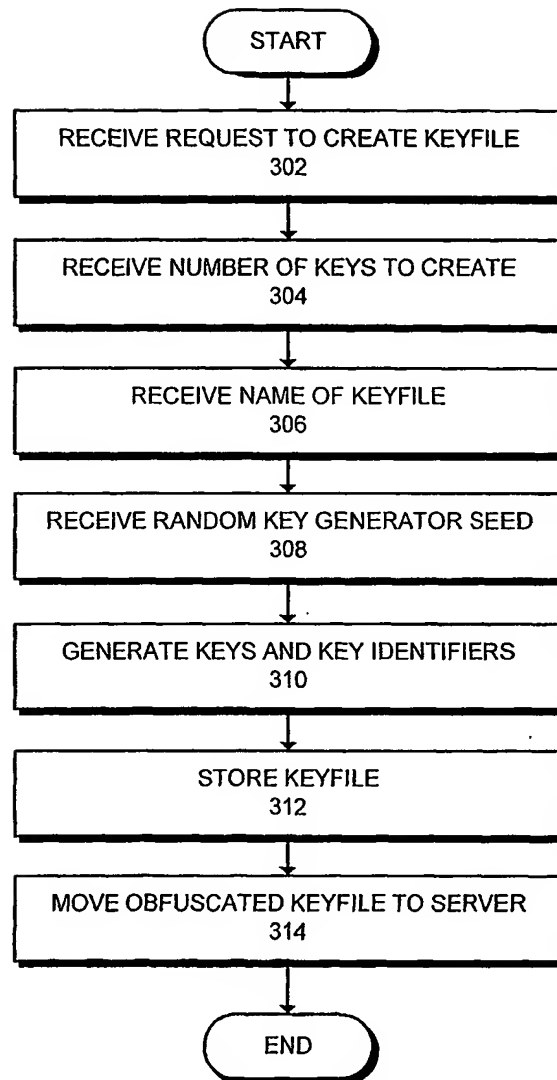 START
RECEIVE REQUEST TO CREATE KEYFILE
302
RECEIVE NUMBER OF KEYS TO CREATE
304
RECEIVE NAME OF KEYFILE
306
RECEIVE RANDOM KEY GENERATOR SEED
308
GENERATE KEYS AND KEY IDENTIFIERS
310
STORE KEYFILE
312
MOVE OBFUSCATED KEYFILE TO SERVER
314
END